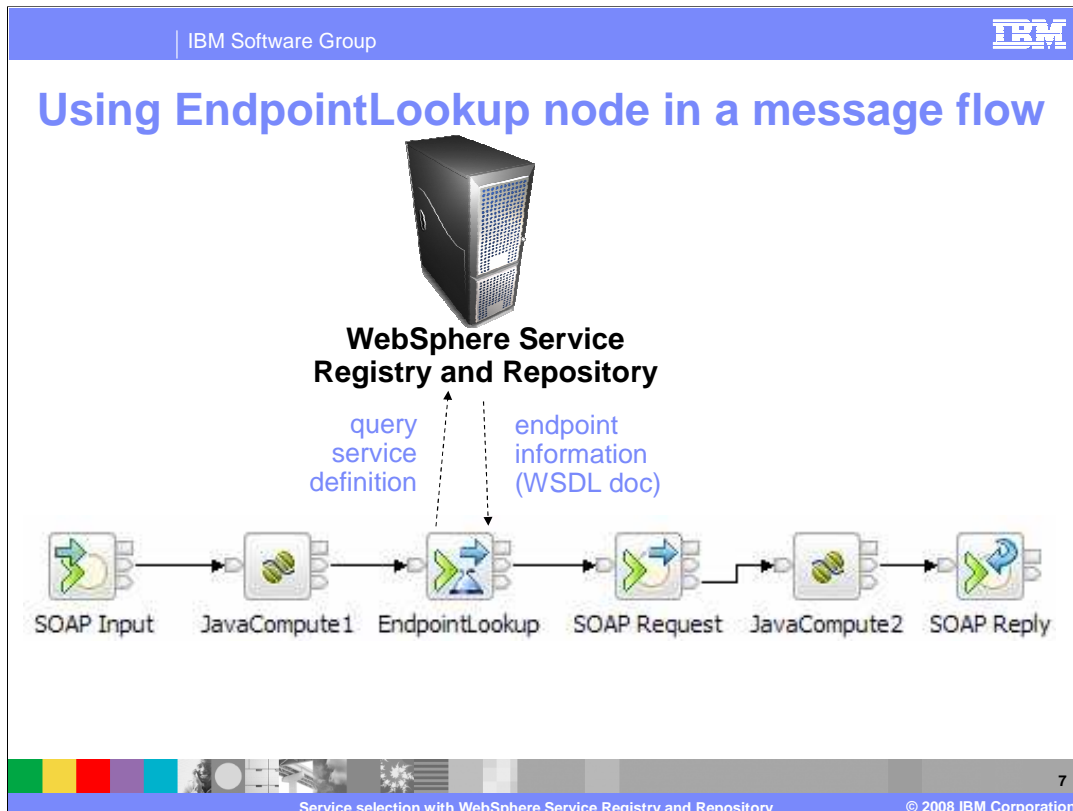 IBM Software Group
IBM
Using EndpointLookup node in a message flow
WebSphere Service
Registry and Repository
query
service
definition
endpoint
information
(WSDL doc)
SOAP Input
JavaCompute1
EndpointLookup
SOAP Request
JavaCompute2
SOAP Reply
7
Service selection with WebSphere Service Registry and Repository
© 2008 IBM Corporation